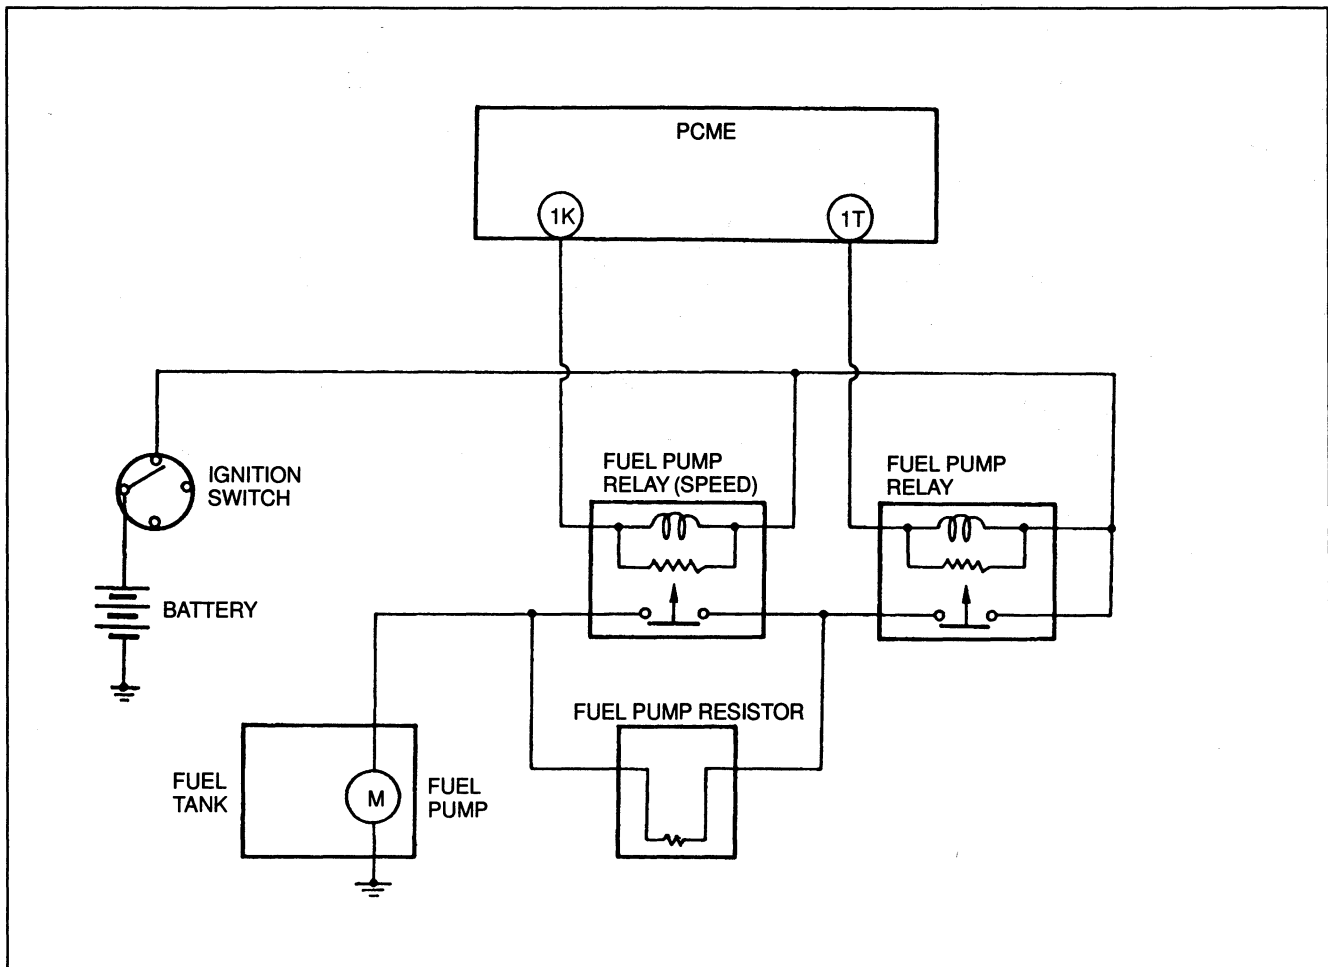 PCME
1K
1T
IGNITION
SWITCH
FUEL PUMP
RELAY (SPEED)
FUEL PUMP
RELAY
BATTERY
FUEL PUMP RESISTOR
FUEL
TANK
M
FUEL
PUMP